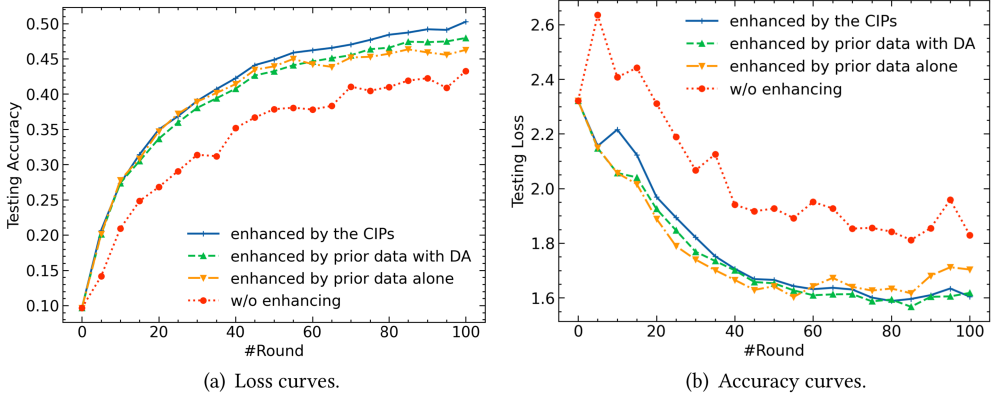 0.50
0.45
0.40
0.35
0.30
0.25
0.20
0.15
0.10
Testing Accuracy
enhanced by the CIPs
enhanced by prior data with DA
enhanced by prior data alone
w/o enhancing
0 20 40 60 80 100
#Round
(a) Loss curves.
2.6
2.4
2.2
2.0
1.8
1.6
Testing Loss
enhanced by the CIPs
enhanced by prior data with DA
enhanced by prior data alone
w/o enhancing
0 20 40 60 80 100
#Round
(b) Accuracy curves.